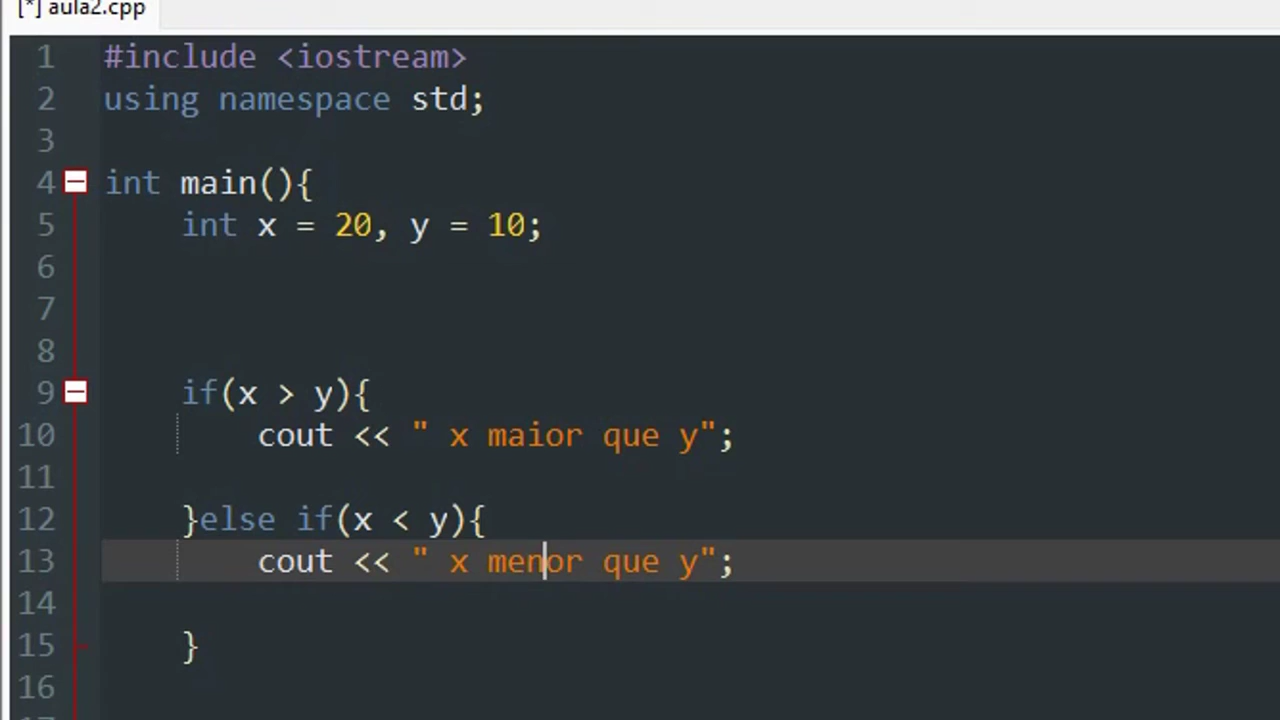 [*] aula2.cpp
1 #include <iostream>
2 using namespace std;
3
4 int main(){
5 int x = 20, y = 10;
6
7
8
9 if(x > y){
10 cout << " x maior que y";
11
12 }else if(x < y){
13 cout << " x menor que y";
14
15 }
16